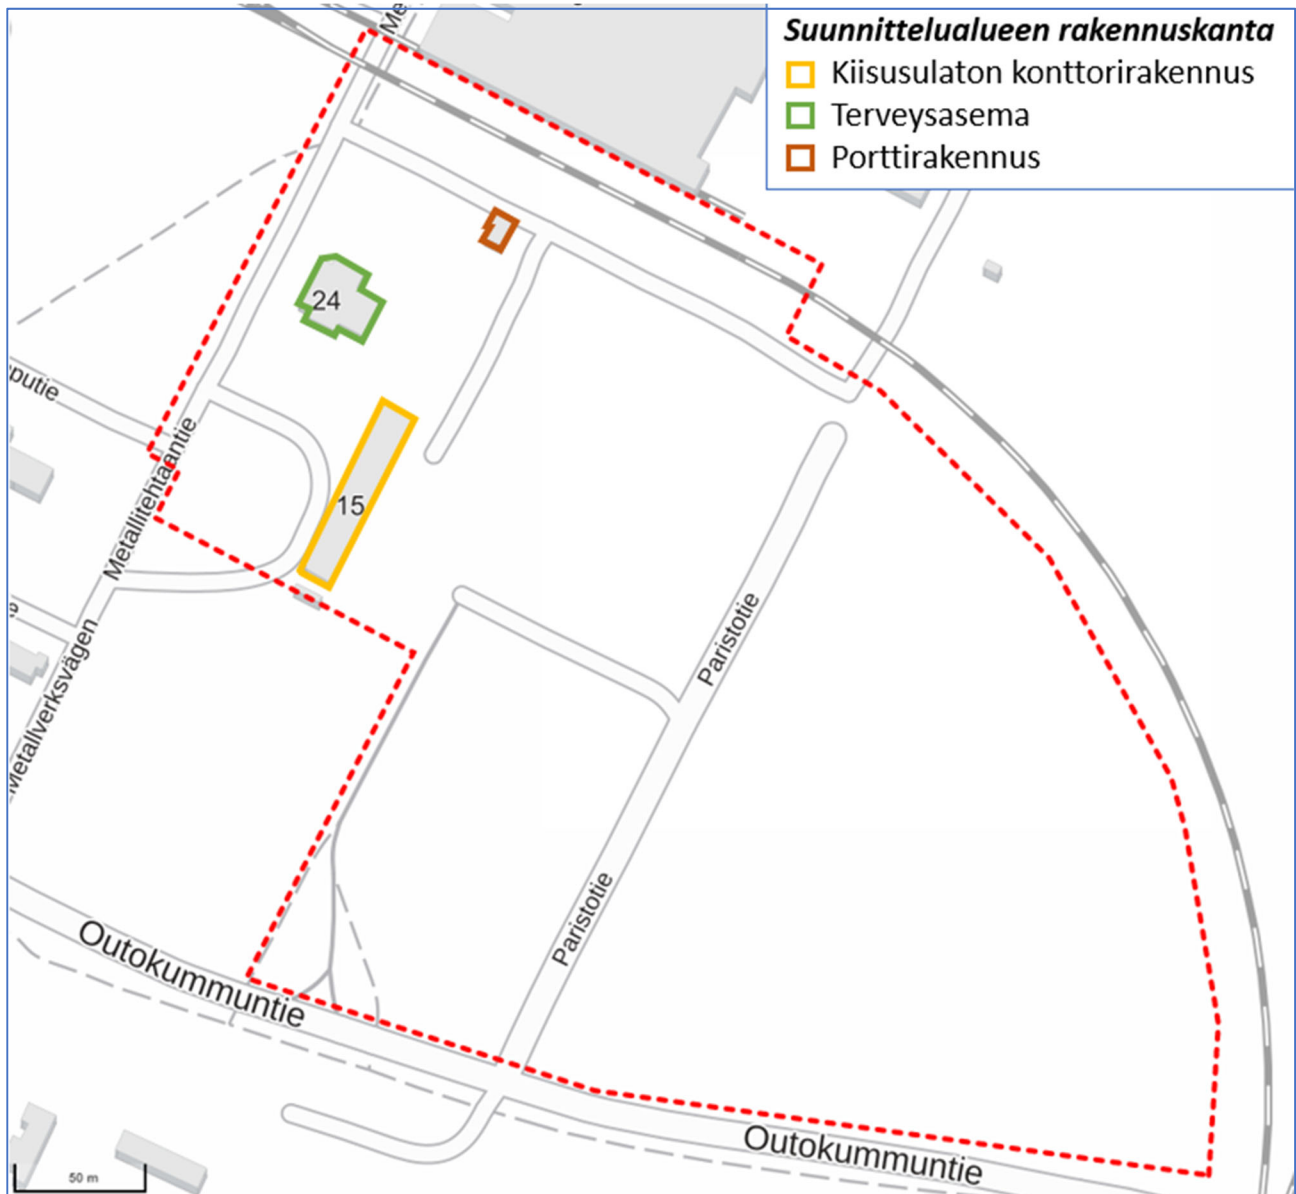 Suunnittelualueen rakennuskanta
Kiisusulaton konttorirakennus
Terveysasema
Porttirakennus
24
Metallitehtaantie
15
Paristotie
Metallverksvägen
Paristotie
Outokummuntie
Outokummuntie
50 m